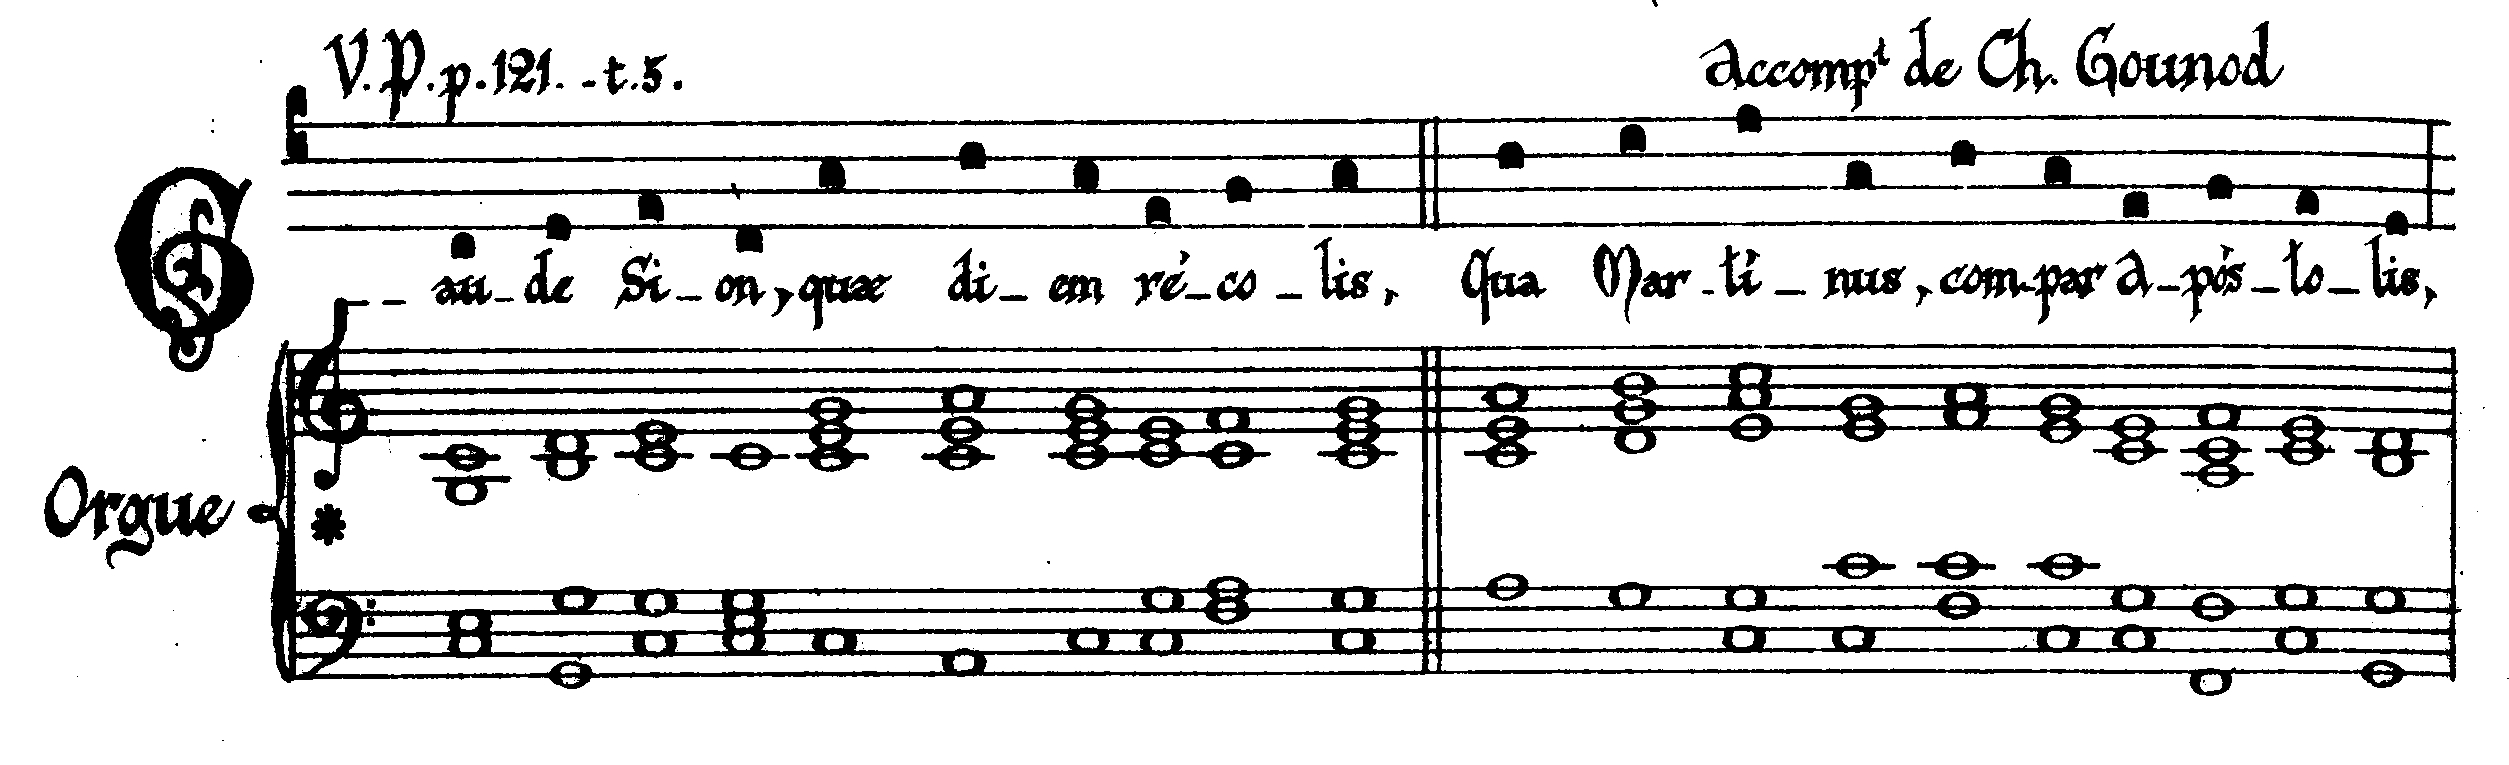 V.P.p.121. - t.5. Accompt de Ch. Gounod
G -- au - de Si - on, quæ di - em ré - co - lis, Qua Mar - ti - nus, com - par A - pós - to - lis,
Orgue
*